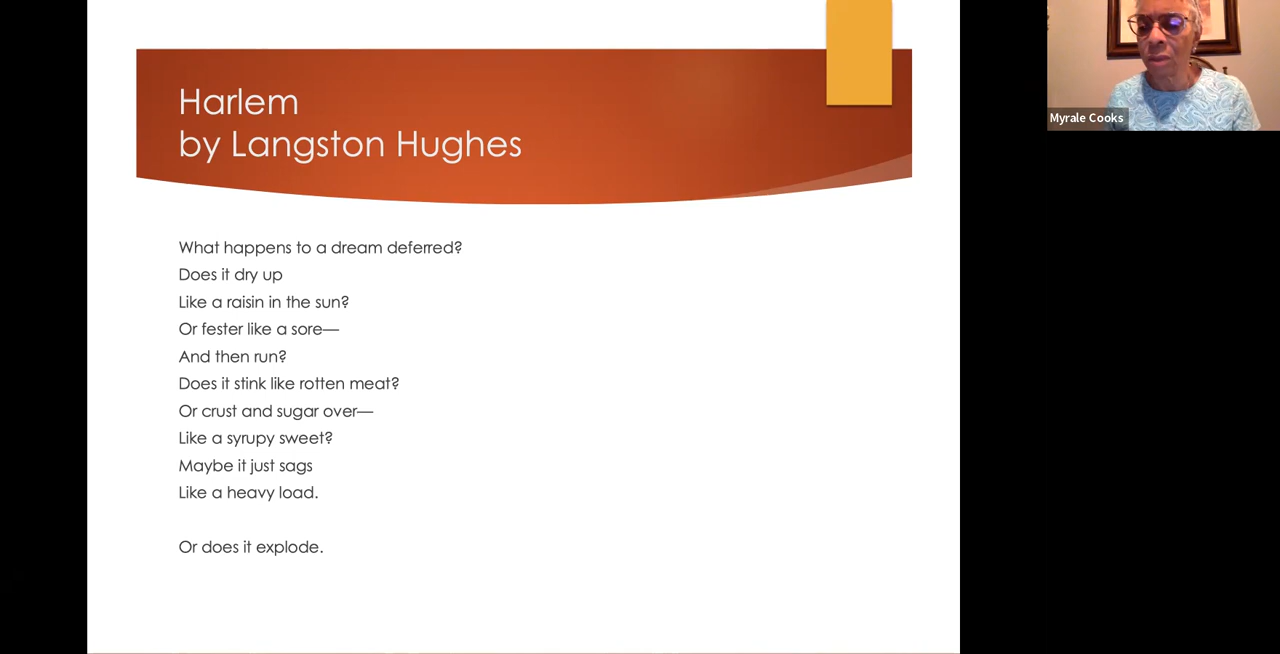 Harlem
by Langston Hughes
What happens to a dream deferred?
Does it dry up
Like a raisin in the sun?
Or fester like a sore—
And then run?
Does it stink like rotten meat?
Or crust and sugar over—
Like a syrupy sweet?
Maybe it just sags
Like a heavy load.
Or does it explode.
Myrale Cooks